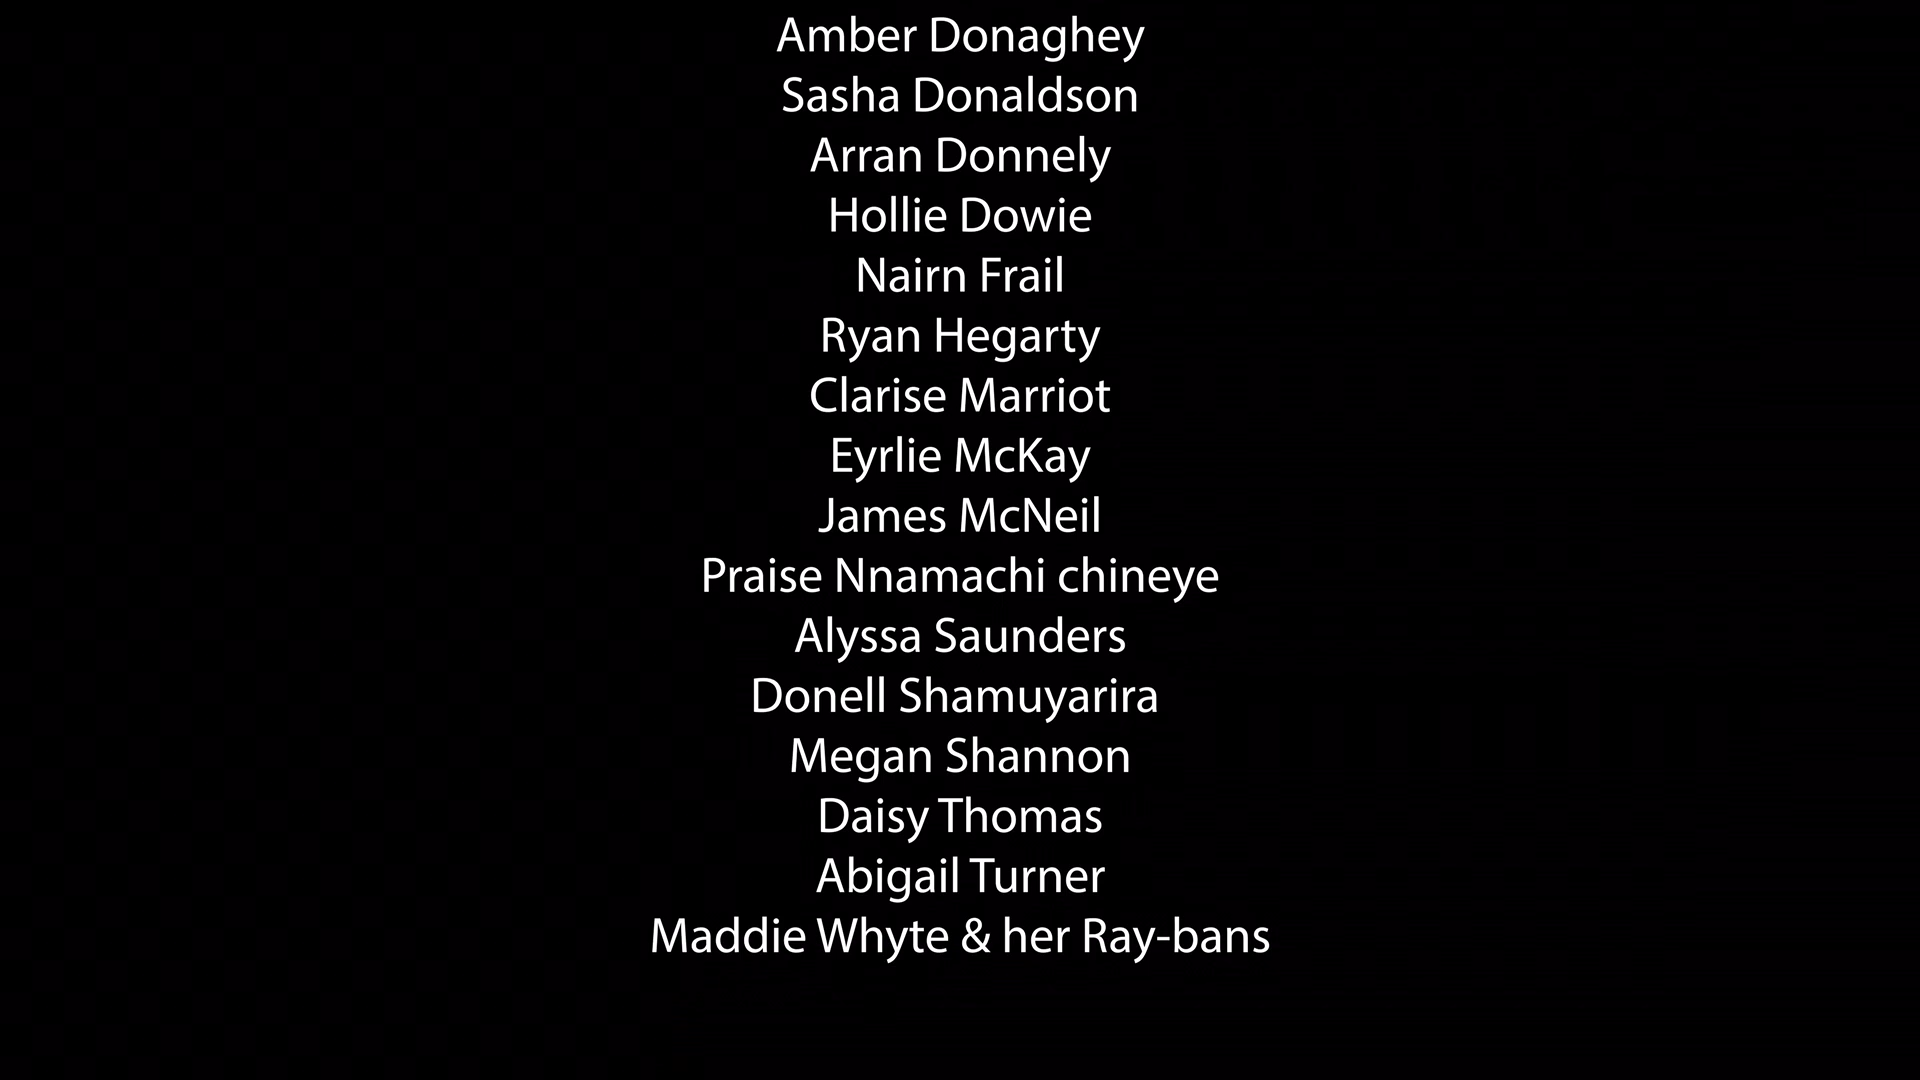 Amber Donaghey
Sasha Donaldson
Arran Donnely
Hollie Dowie
Nairn Frail
Ryan Hegarty
Clarise Marriot
Eyrlie McKay
James McNeil
Praise Nnamachi chineye
Alyssa Saunders
Donell Shamuyarira
Megan Shannon
Daisy Thomas
Abigail Turner
Maddie Whyte & her Ray-bans